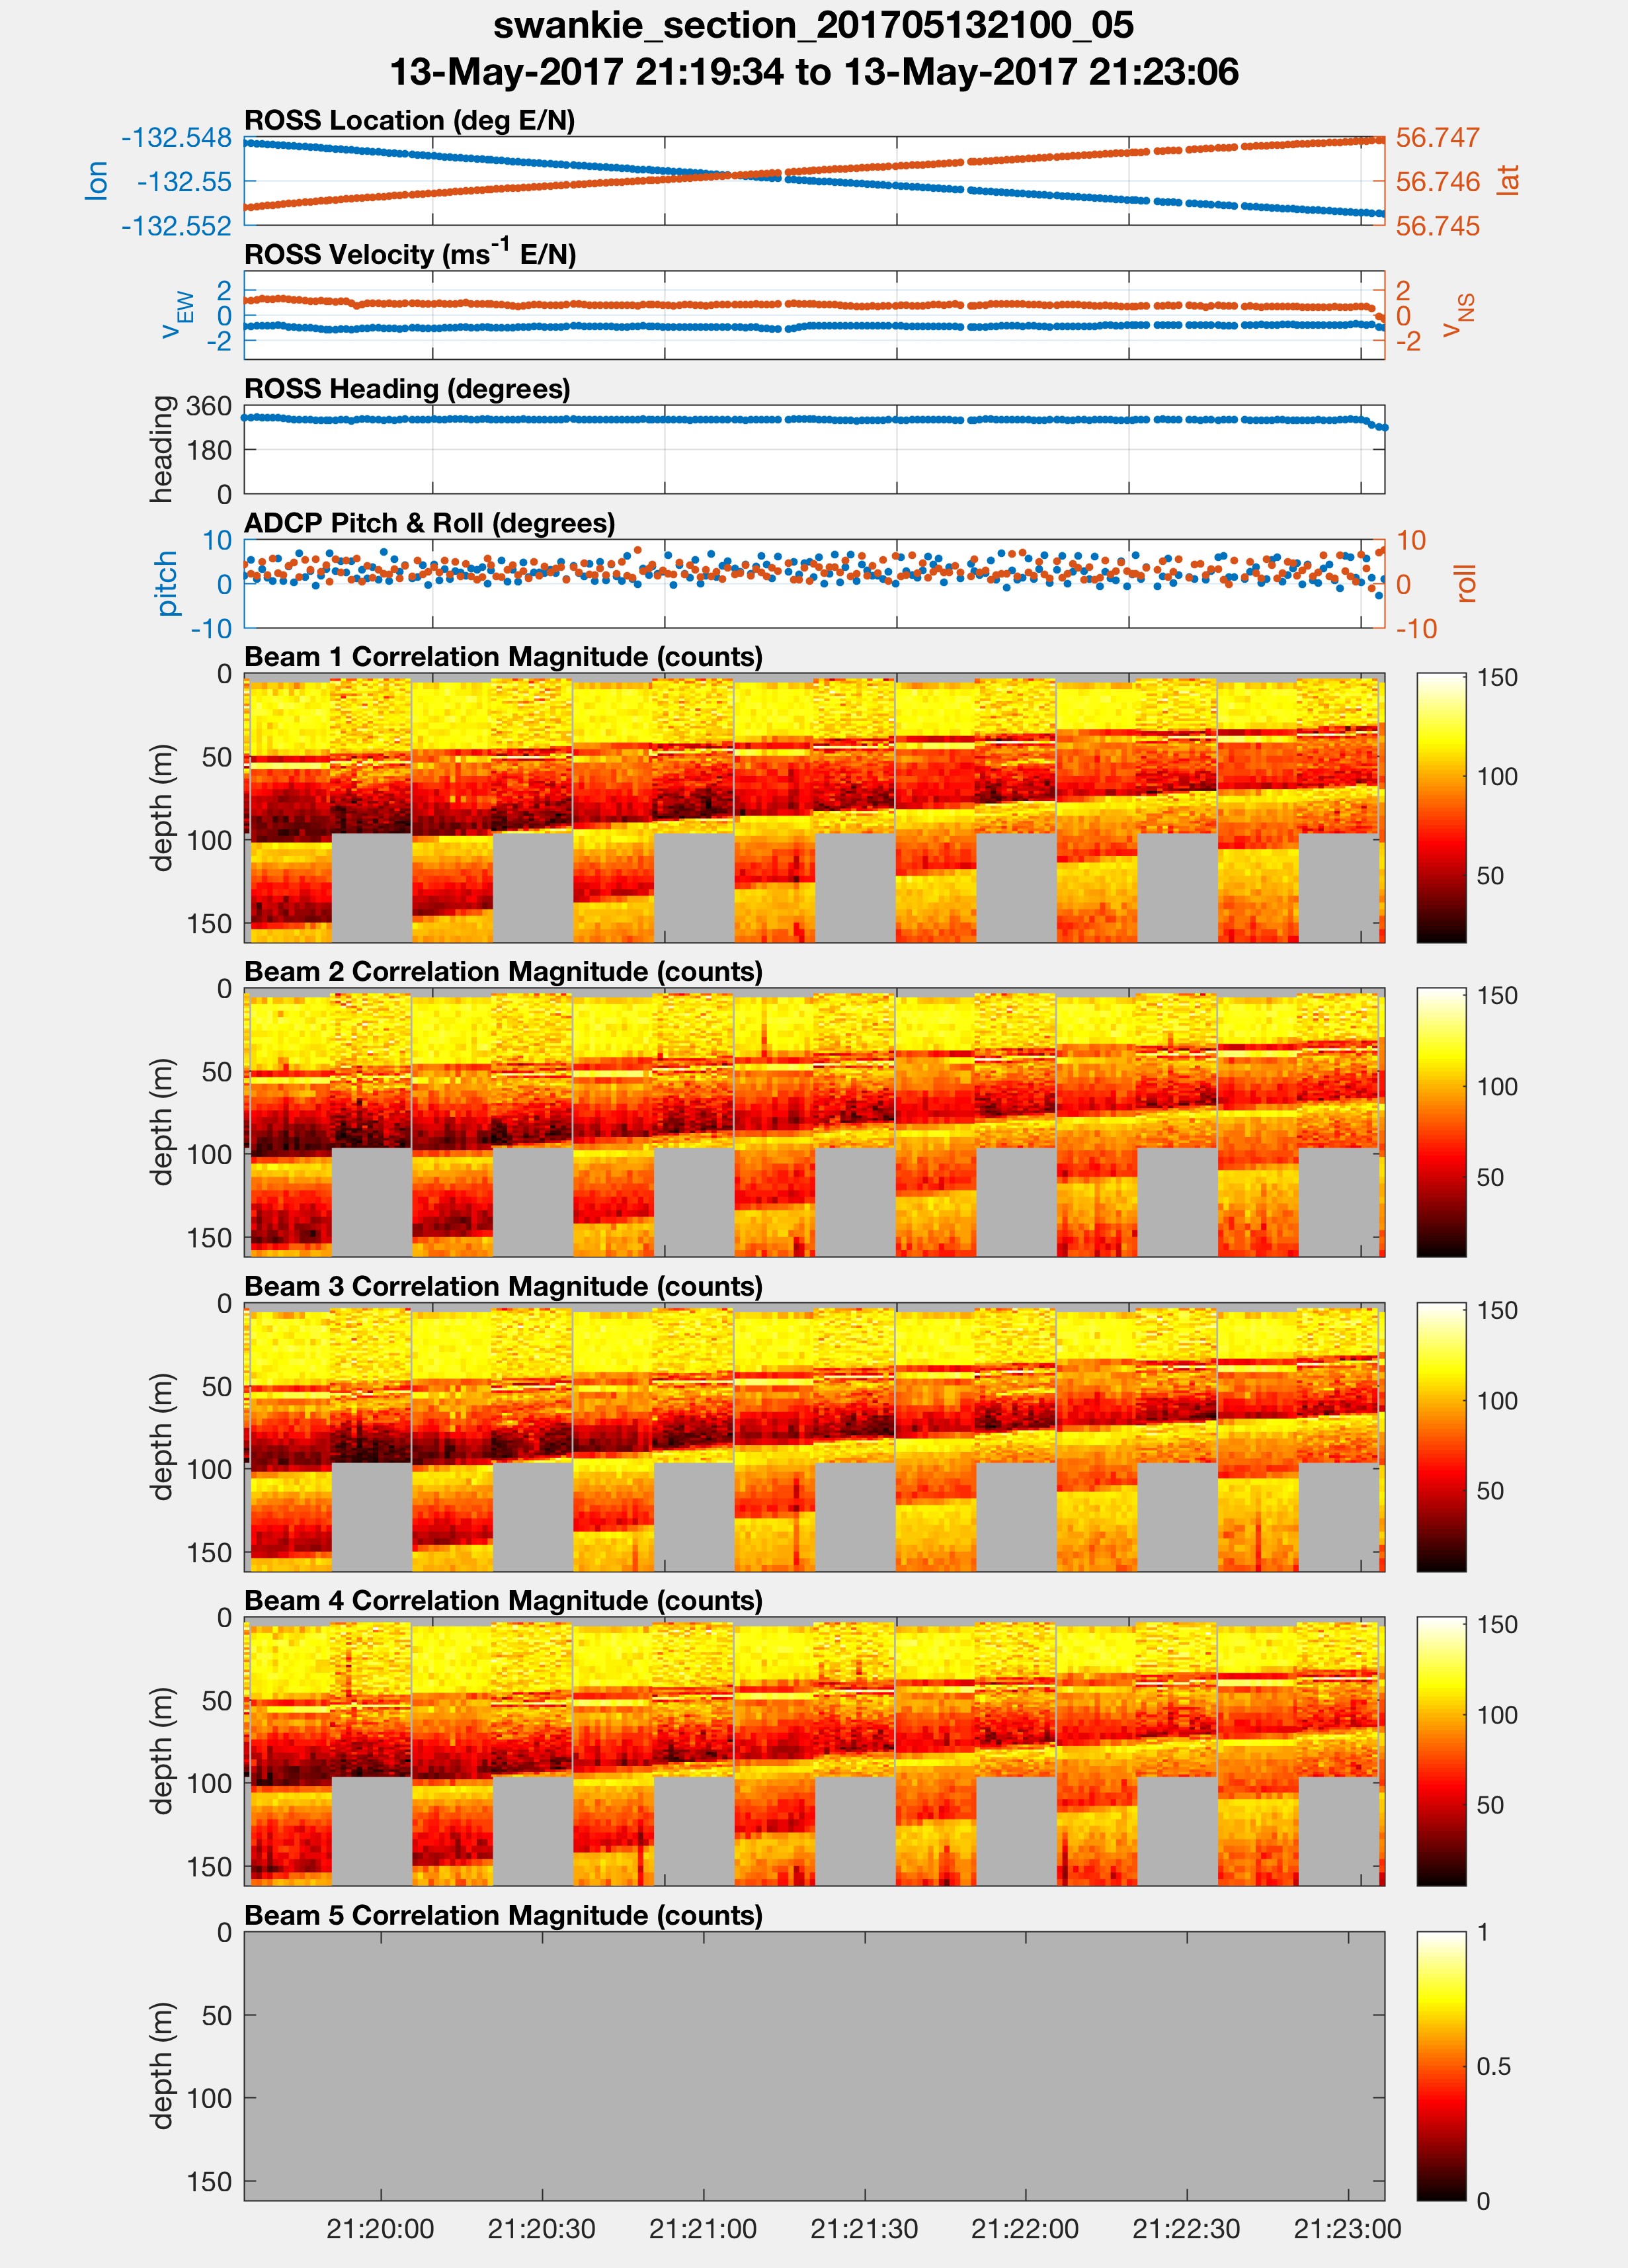 swankie_section_201705132100_05
13-May-2017 21:19:34 to 13-May-2017 21:23:06
ROSS Location (deg E/N)
-132.548
-132.55
-132.552
lon
56.747
56.746
56.745
lat
ROSS Velocity (ms-1 E/N)
2
0
-2
vEW
2
0
-2
vNS
ROSS Heading (degrees)
360
180
0
heading
ADCP Pitch & Roll (degrees)
10
0
-10
pitch
10
0
-10
roll
Beam 1 Correlation Magnitude (counts)
0
50
100
150
depth (m)
150
100
50
Beam 2 Correlation Magnitude (counts)
0
50
100
150
depth (m)
150
100
50
Beam 3 Correlation Magnitude (counts)
0
50
100
150
depth (m)
150
100
50
Beam 4 Correlation Magnitude (counts)
0
50
100
150
depth (m)
150
100
50
Beam 5 Correlation Magnitude (counts)
0
50
100
150
depth (m)
1
0.5
0
21:20:00 21:20:30 21:21:00 21:21:30 21:22:00 21:22:30 21:23:00